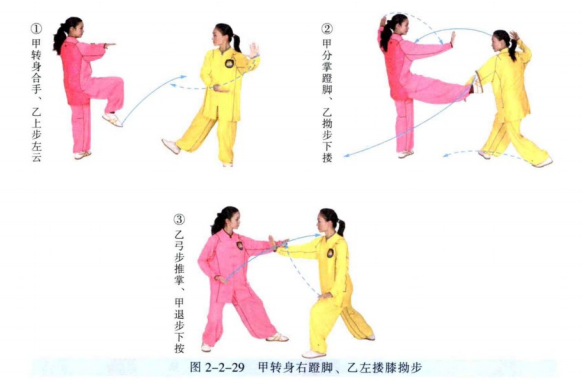 ①甲转身合手、乙上步左云
②甲分掌蹬脚、乙拗步下搂
③乙弓步推掌、甲退步下按
图 2-2-29 甲转身右蹬脚、乙左搂膝拗步